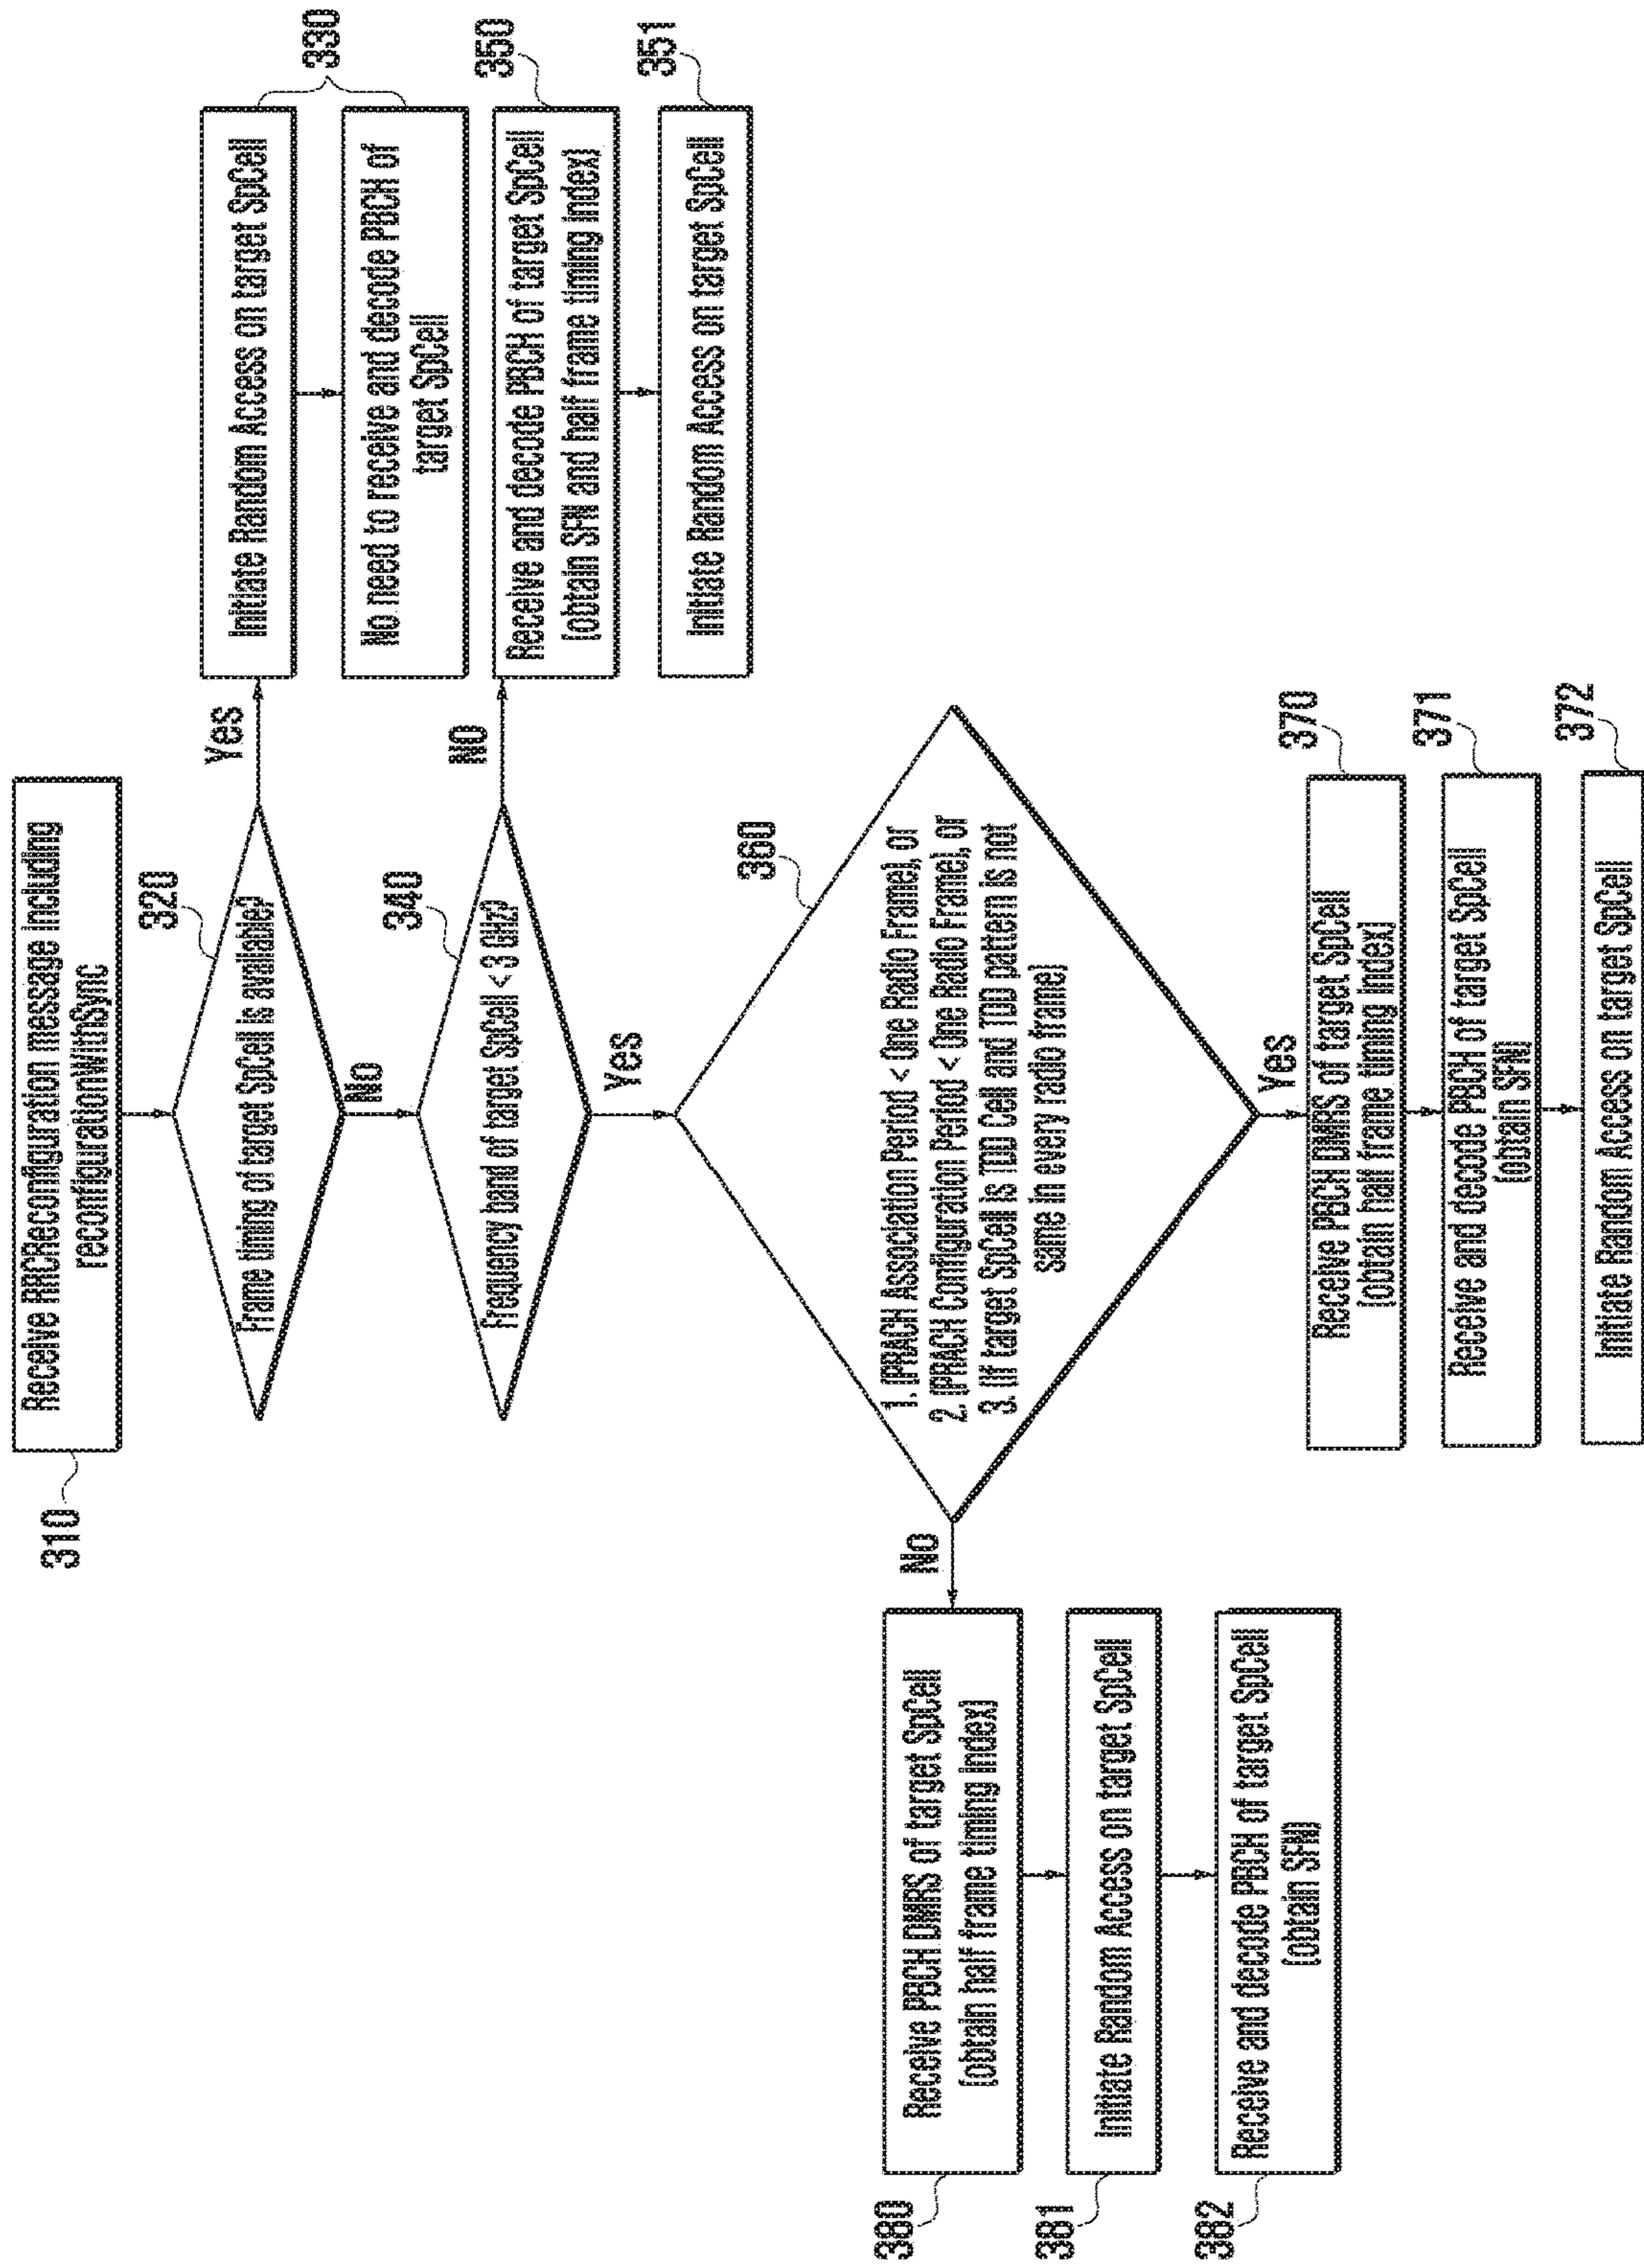 310
Receive RRCReconfiguration message including
reconfigurationWithSync
320
Frame timing of target SpCell is available?
Yes
No
Initiate Random Access on target SpCell
No need to receive and decode PBCH of
target SpCell
330
340
Frequency band of target SpCell < 3 GHz?
NO
Yes
Receive and decode PBCH of target SpCell
(obtain SFN and half frame timing index)
350
Initiate Random Access on target SpCell
351
360
1. (PRACH Association Period < One Radio Frame), or
2. (PRACH Configuration Period < One Radio Frame), or
3. (If target SpCell is TDD Cell and TDD pattern is not
same in every radio frame)
No
Yes
Receive PBCH DMRS of target SpCell
(obtain half frame timing index)
370
Receive and decode PBCH of target SpCell
(obtain SFN)
371
Initiate Random Access on target SpCell
372
380
Receive PBCH DMRS of target SpCell
(obtain half frame timing index)
381
Initiate Random Access on target SpCell
382
Receive and decode PBCH of target SpCell
(obtain SFN)